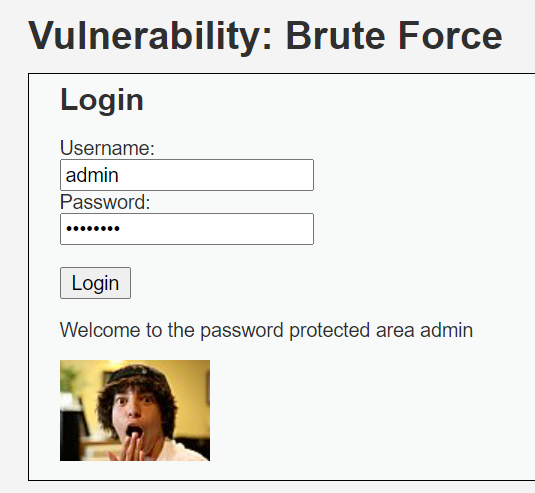 Vulnerability: Brute Force
Login
Username:
admin
Password:
••••••••
Login
Welcome to the password protected area admin